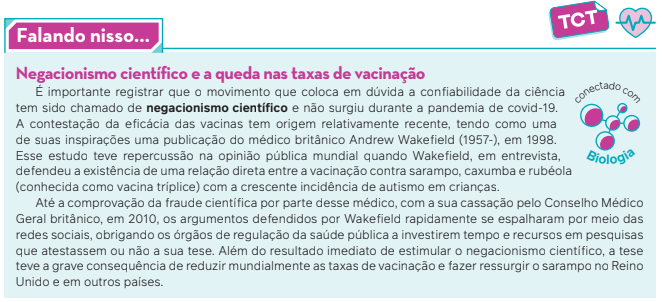 TCT
Falando nisso...
Negacionismo científico e a queda nas taxas de vacinação
É importante registrar que o movimento que coloca em dúvida a confiabilidade da ciência
tem sido chamado de negacionismo científico e não surgiu durante a pandemia de covid-19.
A contestação da eficácia das vacinas tem origem relativamente recente, tendo como uma
de suas inspirações uma publicação do médico britânico Andrew Wakefield (1957-), em 1998.
Esse estudo teve repercussão na opinião pública mundial quando Wakefield, em entrevista,
defendeu a existência de uma relação direta entre a vacinação contra sarampo, caxumba e rubéola
(conhecida como vacina tríplice) com a crescente incidência de autismo em crianças.
Até a comprovação da fraude científica por parte desse médico, com a sua cassação pelo Conselho Médico
Geral britânico, em 2010, os argumentos defendidos por Wakefield rapidamente se espalharam por meio das
redes sociais, obrigando os órgãos de regulação da saúde pública a investirem tempo e recursos em pesquisas
que atestassem ou não a sua tese. Além do resultado imediato de estimular o negacionismo científico, a tese
teve a grave consequência de reduzir mundialmente as taxas de vacinação e fazer ressurgir o sarampo no Reino
Unido e em outros países.
conectado com
Biologia